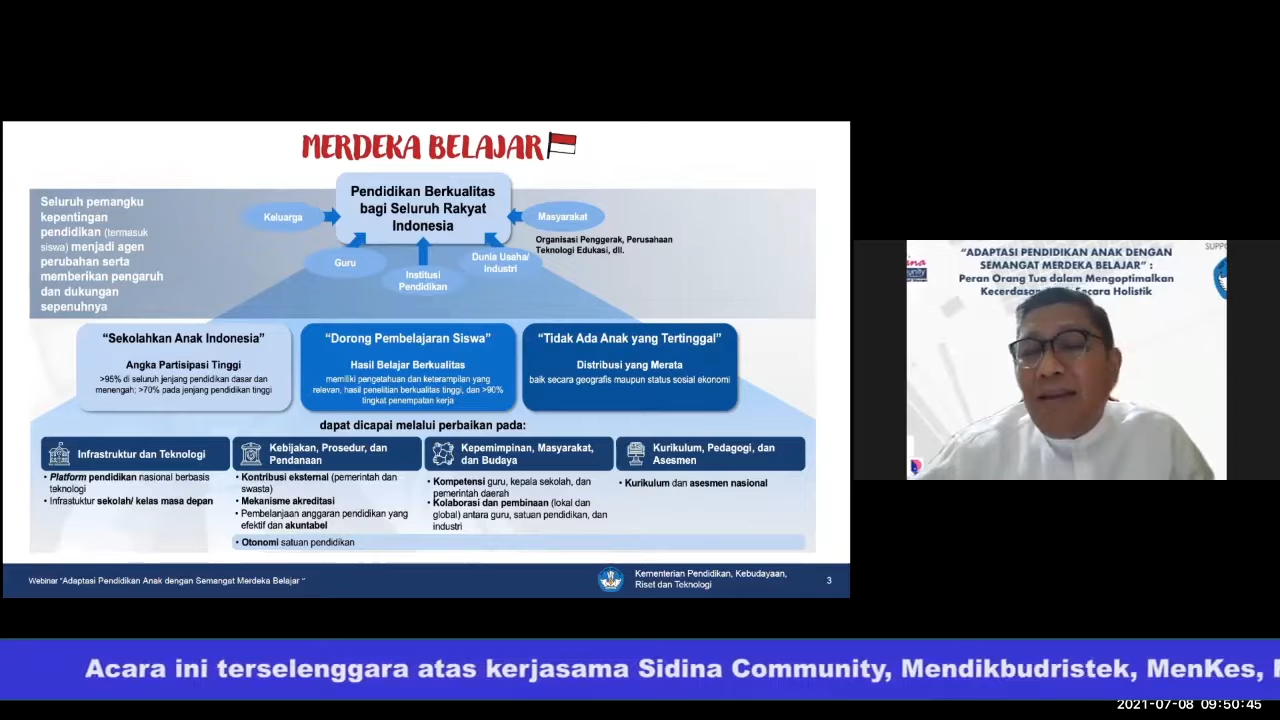 MERDEKA BELAJAR
Seluruh pemangku
kepentingan
pendidikan (termasuk
siswa) menjadi agen
perubahan serta
memberikan pengaruh
dan dukungan
sepenuhnya
Pendidikan Berkualitas
bagi Seluruh Rakyat
Indonesia
Keluarga
Masyarakat
Organisasi Penggerak, Perusahaan
Teknologi Edukasi, dll.
Guru
Institusi
Pendidikan
Dunia Usaha/
Industri
“Sekolahkan Anak Indonesia”
Angka Partisipasi Tinggi
>95% di seluruh jenjang pendidikan dasar dan
menengah; >70% pada jenjang pendidikan tinggi
“Dorong Pembelajaran Siswa”
Hasil Belajar Berkualitas
memiliki pengetahuan dan keterampilan yang
relevan, hasil penelitian berkualitas tinggi, dan >90%
tingkat penempatan kerja
“Tidak Ada Anak yang Tertinggal”
Distribusi yang Merata
baik secara geografis maupun status sosial ekonomi
dapat dicapai melalui perbaikan pada:
Infrastruktur dan Teknologi
• Platform pendidikan nasional berbasis
teknologi
• Infrastuktur sekolah/ kelas masa depan
Kebijakan, Prosedur, dan
Pendanaan
• Kontribusi eksternal (pemerintah dan
swasta)
• Mekanisme akreditasi
• Pembelanjaan anggaran pendidikan yang
efektif dan akuntabel
Kepemimpinan, Masyarakat,
dan Budaya
• Kompetensi guru, kepala sekolah, dan
pemerintah daerah
• Kolaborasi dan pembinaan (lokal dan
global) antara guru, satuan pendidikan, dan
industri
Kurikulum, Pedagogi, dan
Asesmen
• Kurikulum dan asesmen nasional
• Otonomi satuan pendidikan
Webinar “Adaptasi Pendidikan Anak dengan Semangat Merdeka Belajar ”
Kementerian Pendidikan, Kebudayaan,
Riset dan Teknologi
3
“ADAPTASI PENDIDIKAN ANAK DENGAN
SEMANGAT MERDEKA BELAJAR” :
Peran Orang Tua dalam Mengoptimalkan
Secara Holistik
Acara ini terselenggara atas kerjasama Sidina Community, Mendikbudristek, MenKes,
2021-07-08 09:50:45